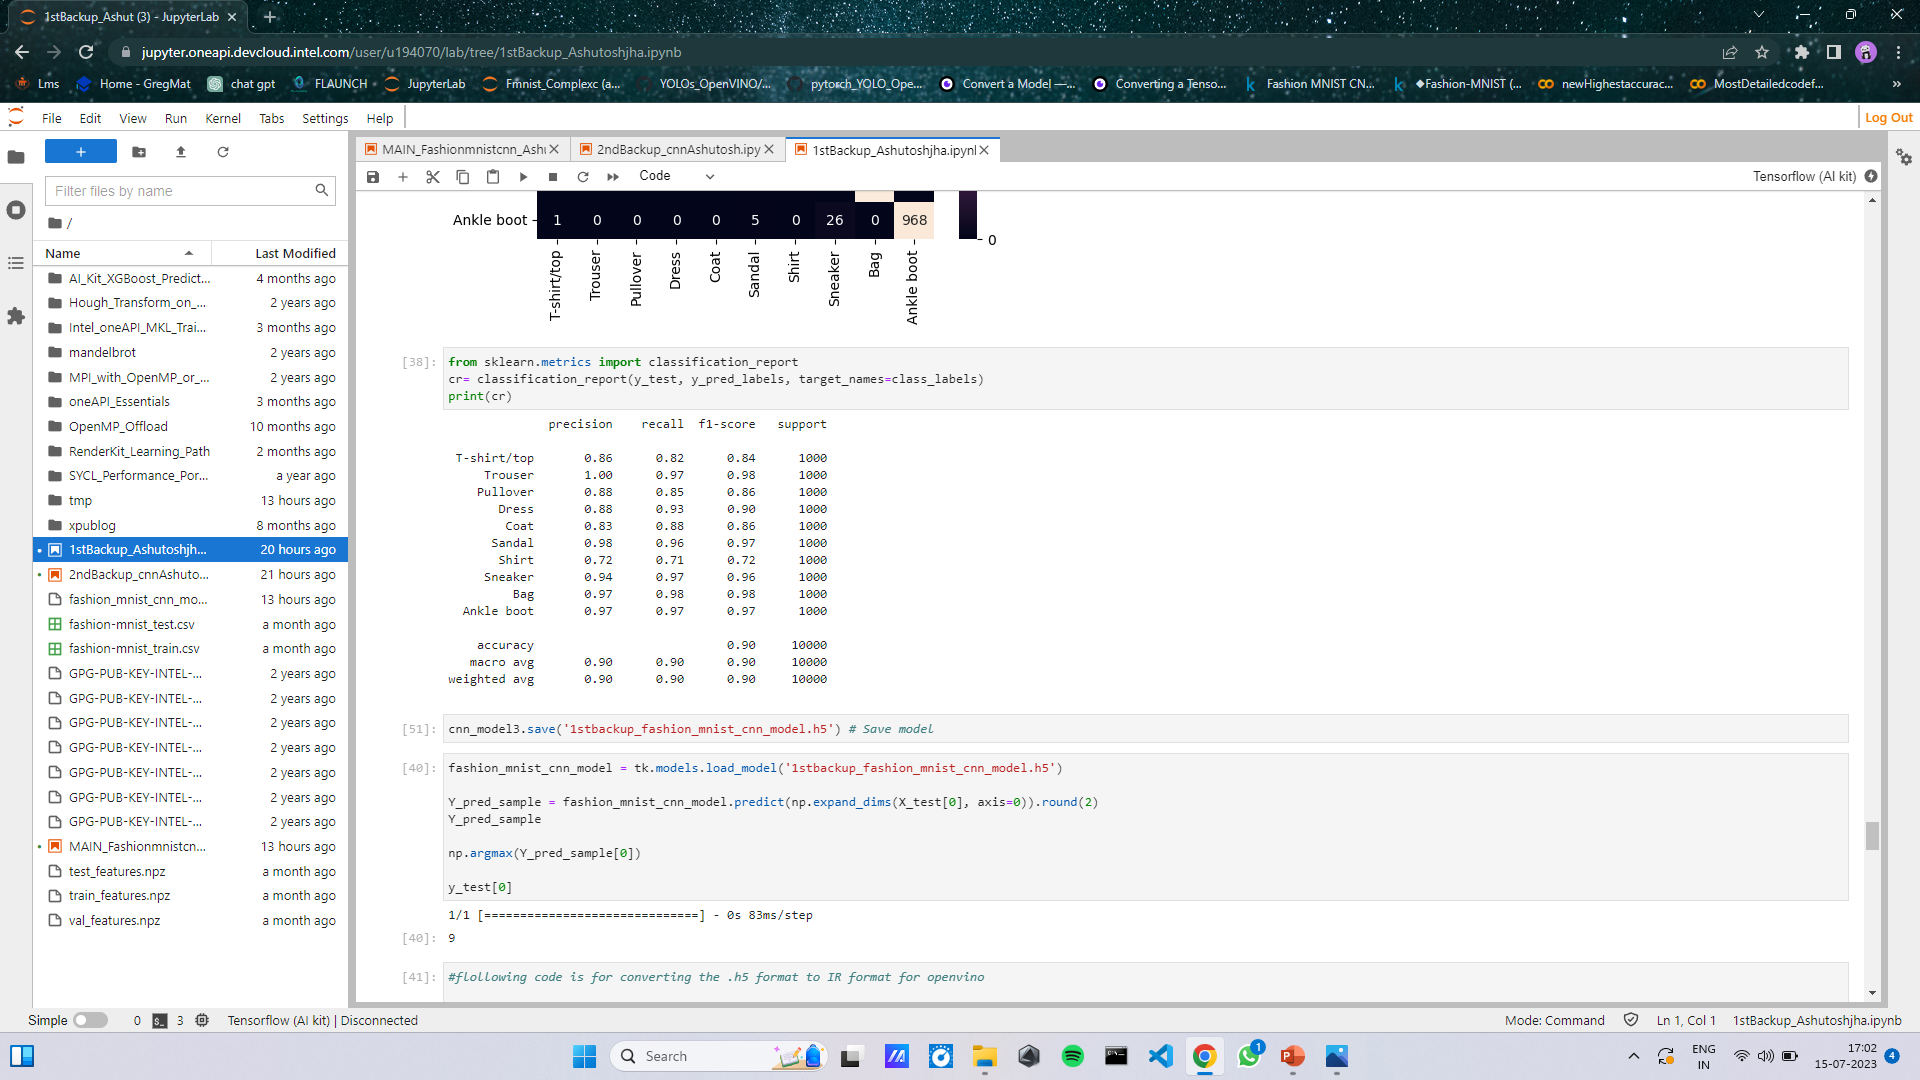 1stBackup_Ashut (3) - JupyterLab
jupyter.oneapi.devcloud.intel.com/user/u194070/lab/tree/1stBackup_Ashutoshjha.ipynb
Lms
Home - GregMat
chat gpt
FLAUNCH
JupyterLab
Fmnist_Complexc (a...
YOLOs_OpenVINO/...
pytorch_YOLO_Ope...
Convert a Model —...
Converting a Tenso...
Fashion MNIST CN...
◆Fashion-MNIST (...
newHighestaccurac...
MostDetailedcodef...
»
File Edit View Run Kernel Tabs Settings Help
Log Out
+
Filter files by name
/
Name Last Modified
AI_Kit_XGBoost_Predict... 4 months ago
Hough_Transform_on_... 2 years ago
Intel_oneAPI_MKL_Trai... 3 months ago
mandelbrot 2 years ago
MPI_with_OpenMP_or_... 2 years ago
oneAPI_Essentials 3 months ago
OpenMP_Offload 10 months ago
RenderKit_Learning_Path 2 months ago
SYCL_Performance_Por... a year ago
tmp 13 hours ago
xpublog 8 months ago
1stBackup_Ashutoshjh... 20 hours ago
2ndBackup_cnnAshuto... 21 hours ago
fashion_mnist_cnn_mo... 13 hours ago
fashion-mnist_test.csv a month ago
fashion-mnist_train.csv a month ago
GPG-PUB-KEY-INTEL-... 2 years ago
GPG-PUB-KEY-INTEL-... 2 years ago
GPG-PUB-KEY-INTEL-... 2 years ago
GPG-PUB-KEY-INTEL-... 2 years ago
GPG-PUB-KEY-INTEL-... 2 years ago
GPG-PUB-KEY-INTEL-... 2 years ago
GPG-PUB-KEY-INTEL-... 2 years ago
MAIN_Fashionmnistcn... 13 hours ago
test_features.npz a month ago
train_features.npz a month ago
val_features.npz a month ago
MAIN_Fashionmnistcnn_Ashu
2ndBackup_cnnAshutosh.ipy
1stBackup_Ashutoshjha.ipynl
Code
Tensorflow (AI kit)
Ankle boot 1 0 0 0 0 5 0 26 0 968
0
T-shirt/top
Trouser
Pullover
Dress
Coat
Sandal
Shirt
Sneaker
Bag
Ankle boot
[38]: from sklearn.metrics import classification_report
cr= classification_report(y_test, y_pred_labels, target_names=class_labels)
print(cr)
precision recall f1-score support
T-shirt/top 0.86 0.82 0.84 1000
Trouser 1.00 0.97 0.98 1000
Pullover 0.88 0.85 0.86 1000
Dress 0.88 0.93 0.90 1000
Coat 0.83 0.88 0.86 1000
Sandal 0.98 0.96 0.97 1000
Shirt 0.72 0.71 0.72 1000
Sneaker 0.94 0.97 0.96 1000
Bag 0.97 0.98 0.98 1000
Ankle boot 0.97 0.97 0.97 1000
accuracy 0.90 10000
macro avg 0.90 0.90 0.90 10000
weighted avg 0.90 0.90 0.90 10000
[51]: cnn_model3.save('1stbackup_fashion_mnist_cnn_model.h5') # Save model
[40]: fashion_mnist_cnn_model = tk.models.load_model('1stbackup_fashion_mnist_cnn_model.h5')
Y_pred_sample = fashion_mnist_cnn_model.predict(np.expand_dims(X_test[0], axis=0)).round(2)
Y_pred_sample
np.argmax(Y_pred_sample[0])
y_test[0]
1/1 [==============================] - 0s 83ms/step
[40]: 9
[41]: #flollowing code is for converting the .h5 format to IR format for openvino
Simple 0 3 Tensorflow (AI kit) | Disconnected
Mode: Command Ln 1, Col 1 1stBackup_Ashutoshjha.ipynb
Search
1
ENG
IN
17:02
15-07-2023
4